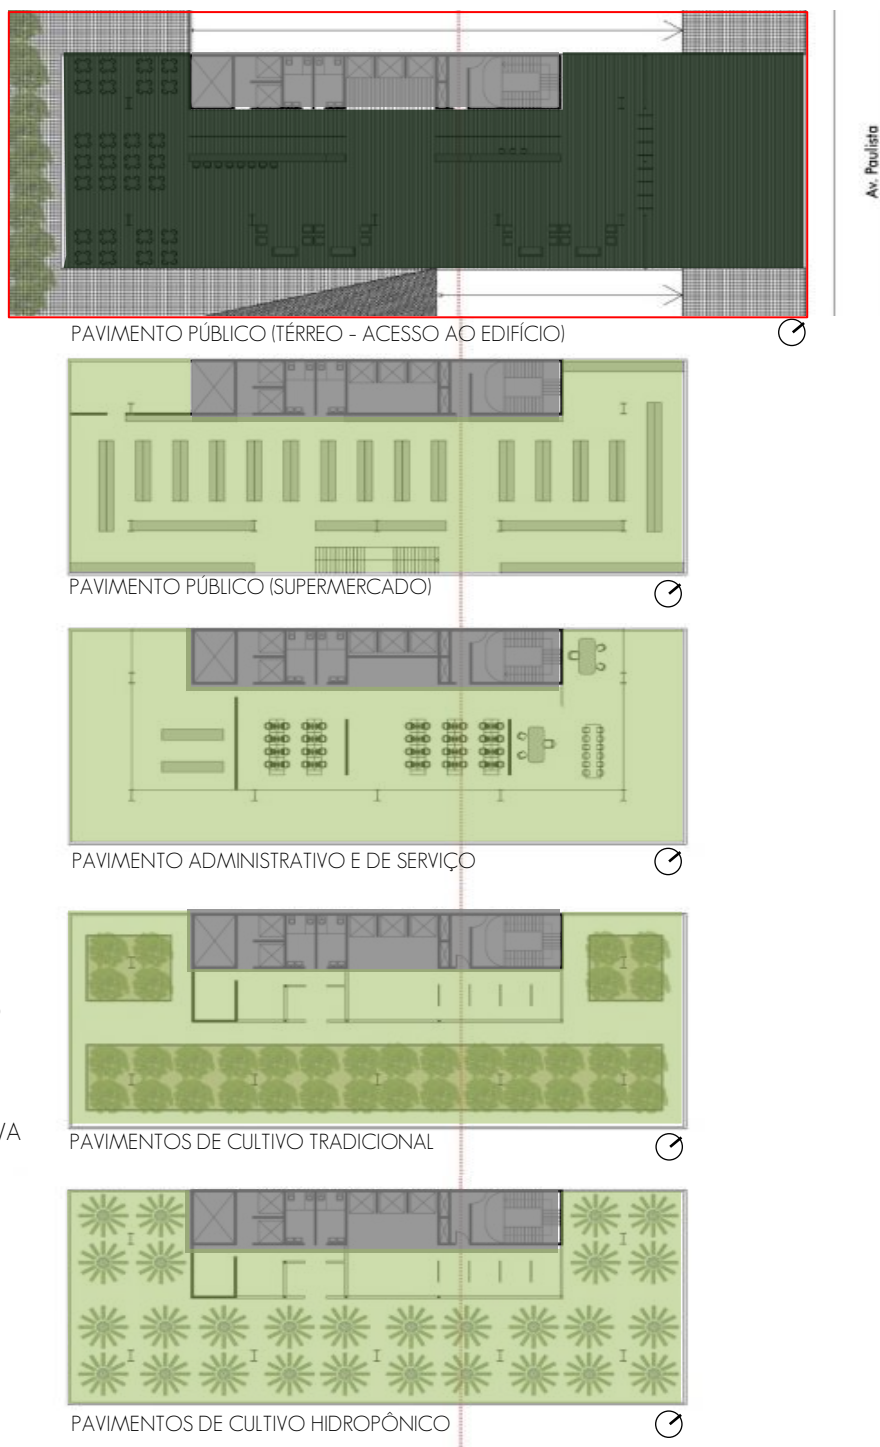 Av. Paulista
PAVIMENTO PÚBLICO (TÉRREO - ACESSO AO EDIFÍCIO)
PAVIMENTO PÚBLICO (SUPERMERCADO)
PAVIMENTO ADMINISTRATIVO E DE SERVIÇO
VA
PAVIMENTOS DE CULTIVO TRADICIONAL
PAVIMENTOS DE CULTIVO HIDROPÔNICO